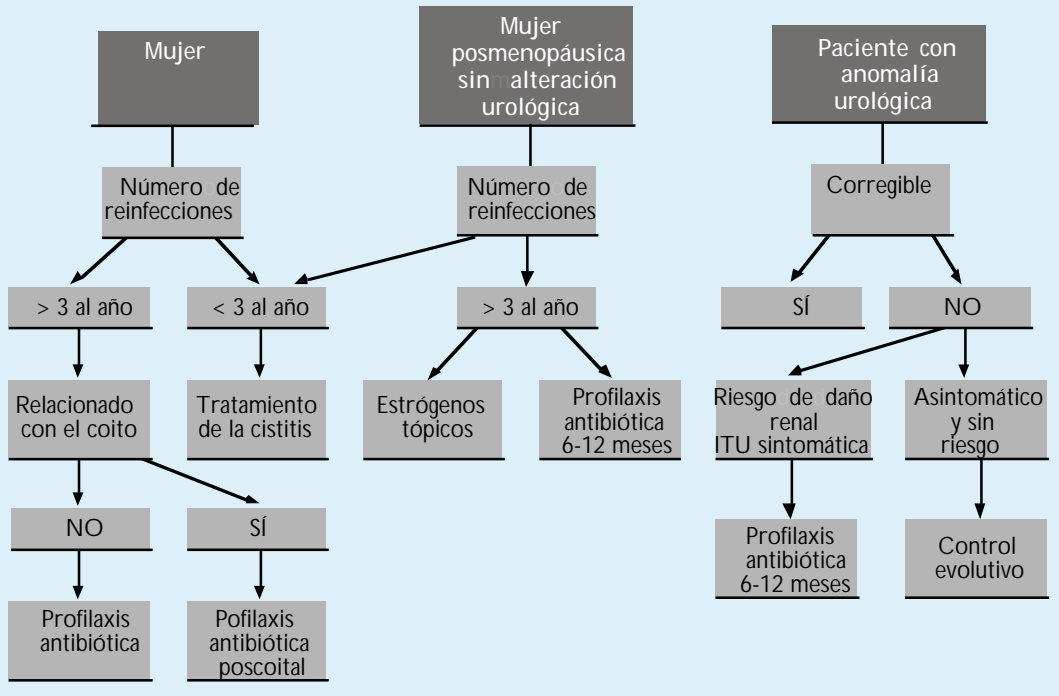 Mujer
Mujer
posmenopáusica
sin alteración
urológica
Paciente con
anomalía
urológica
Número de
reinfecciones
Número de
reinfecciones
Corregible
> 3 al año
< 3 al año
> 3 al año
SÍ
NO
Relacionado
con el coito
Tratamiento
de la cistitis
Estrógenos
tópicos
Profilaxis
antibiótica
6-12 meses
Riesgo de daño
renal
ITU sintomática
Asintomático
y sin
riesgo
NO
SÍ
Profilaxis
antibiótica
6-12 meses
Control
evolutivo
Profilaxis
antibiótica
Pofilaxis
antibiótica
poscoital